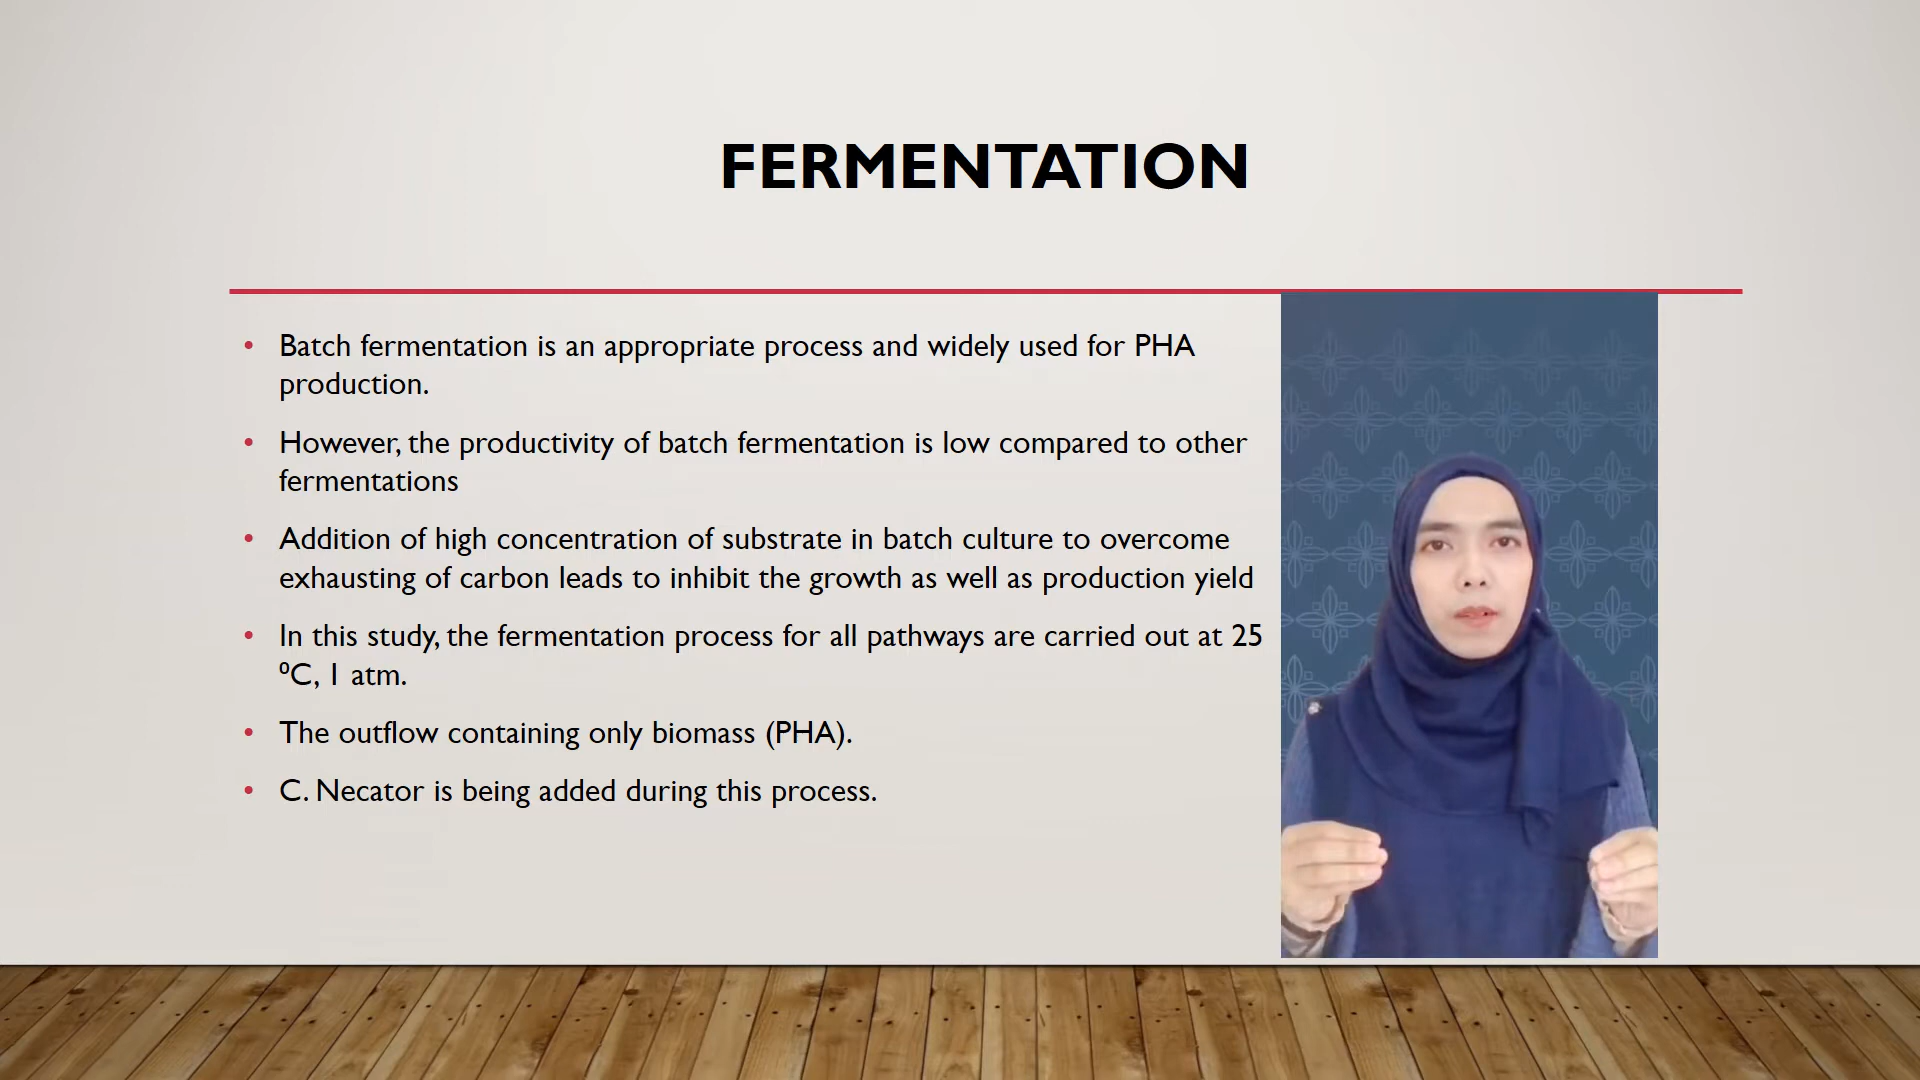 FERMENTATION
• Batch fermentation is an appropriate process and widely used for PHA
production.
• However, the productivity of batch fermentation is low compared to other
fermentations
• Addition of high concentration of substrate in batch culture to overcome
exhausting of carbon leads to inhibit the growth as well as production yield
• In this study, the fermentation process for all pathways are carried out at 25
⁰C, 1 atm.
• The outflow containing only biomass (PHA).
• C. Necator is being added during this process.